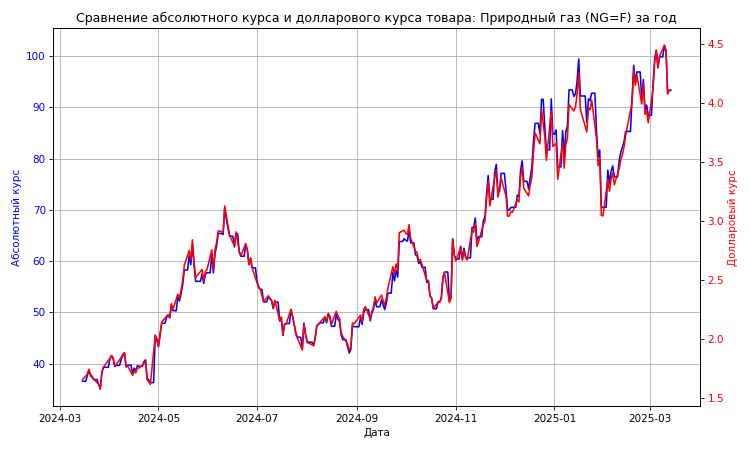 Сравнение абсолютного курса и долларового курса товара: Природный газ (NG=F) за год
Абсолютный курс
100
90
80
70
60
50
40
4.5
4.0
3.5
3.0
2.5
2.0
1.5
Долларовый курс
2024-03 2024-05 2024-07 2024-09 2024-11 2025-01 2025-03
Дата